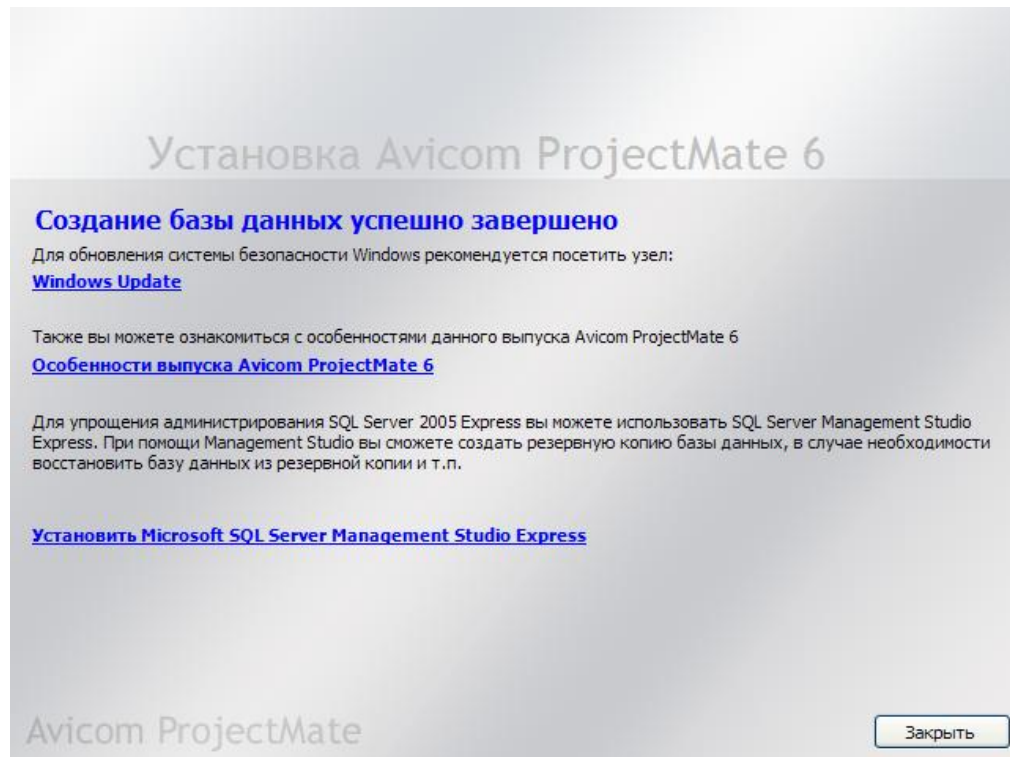 Установка Avicom ProjectMate 6
Создание базы данных успешно завершено
Для обновления системы безопасности Windows рекомендуется посетить узел:
Windows Update
Также вы можете ознакомиться с особенностями данного выпуска Avicom ProjectMate 6
Особенности выпуска Avicom ProjectMate 6
Для упрощения администрирования SQL Server 2005 Express вы можете использовать SQL Server Management Studio
Express. При помощи Management Studio вы сможете создать резервную копию базы данных, в случае необходимости
восстановить базу данных из резервной копии и т.п.
Установить Microsoft SQL Server Management Studio Express
Avicom ProjectMate
Закрыть